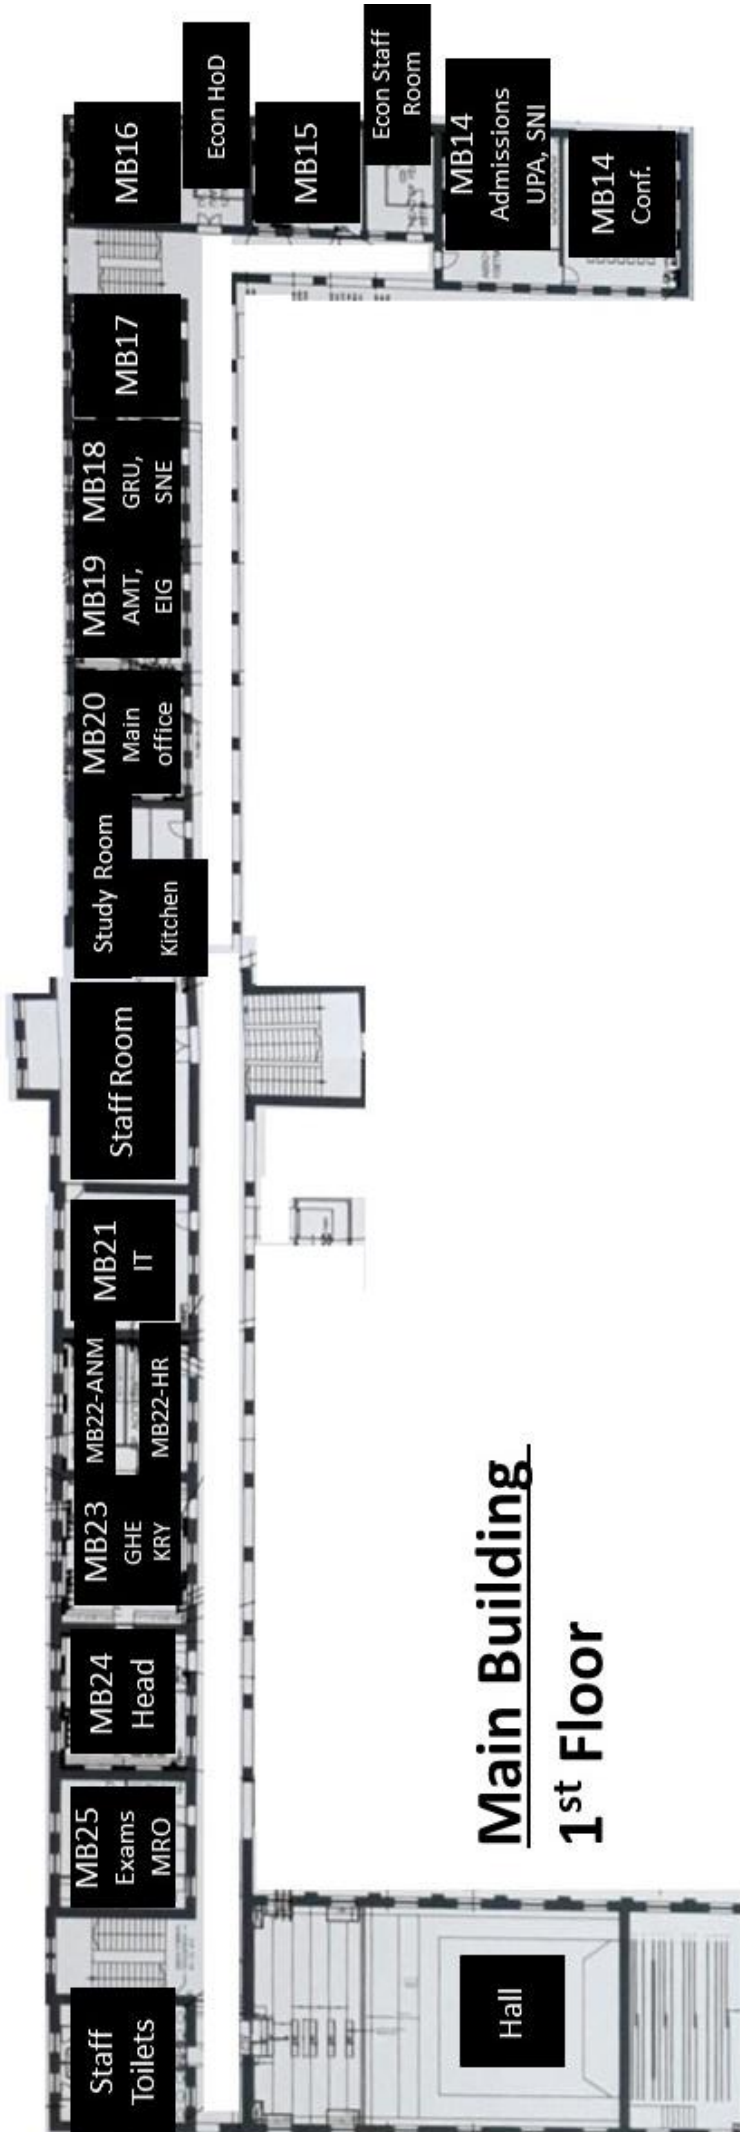 Main Building
1st Floor
Staff
Toilets
MB25
Exams
MRO
MB24
Head
MB23
GHE
KRY
MB22-ANM
MB22-HR
MB21
IT
Staff Room
Study Room
Kitchen
MB20
Main
office
MB19
AMT,
EIG
MB18
GRU,
SNE
MB17
MB16
Econ HoD
MB15
Econ Staff
Room
MB14
Admissions
UPA, SNI
MB14
Conf.
Hall